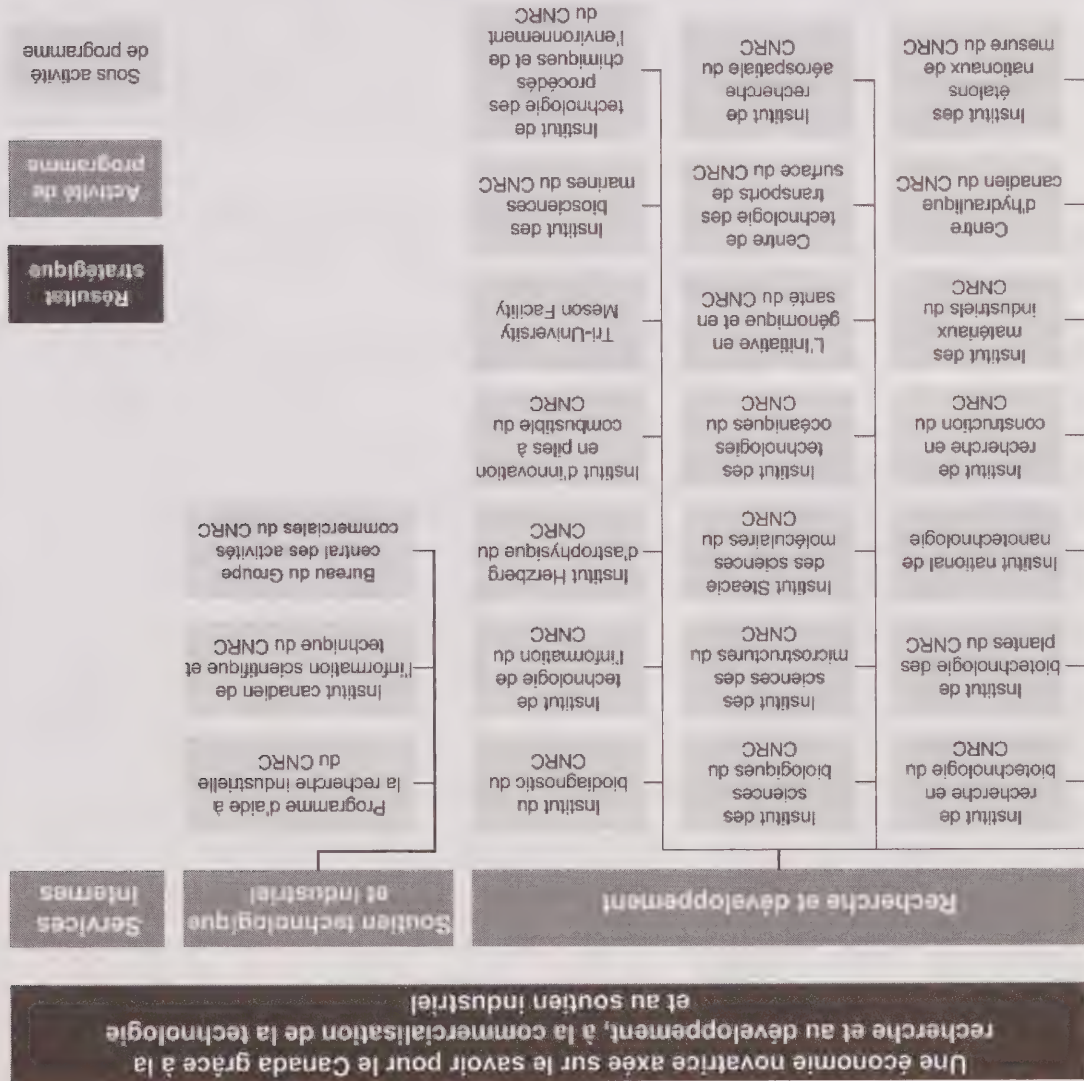 Une économie novatrice axée sur le savoir pour le Canada grâce à la
recherche et au développement, à la commercialisation de la technologie
et au soutien industriel
Recherche et développement
Institut de
recherche en
biotechnologie du
CNRC
Institut de
biotechnologie des
plantes du CNRC
Institut national de
nanotechnologie
Institut de
recherche en
construction du
CNRC
Institut des
matériaux
industriels du
CNRC
Centre
d'hydraulique
canadien du CNRC
Institut des
étalons
nationaux de
mesure du CNRC
Institut des
sciences
biologiques du
CNRC
Institut des
sciences des
microstructures du
CNRC
Institut Steacie
des sciences
moléculaires du
CNRC
Institut des
technologies
océaniques du
CNRC
L'Initiative en
génomique et en
santé du CNRC
Centre de
technologie des
transports de
surface du CNRC
Institut de
recherche
aérospatiale du
CNRC
Institut du
biodiagnostic du
CNRC
Institut de
technologie de
l'information du
CNRC
Institut Herzberg
d'astrophysique du
CNRC
Institut d'innovation
en piles à
combustible du
CNRC
Tri-University
Meson Facility
Institut des
biosciences
marines du CNRC
Institut de
technologie des
procédés
chimiques et de
l'environnement
du CNRC
Soutien technologique
et industriel
Programme d'aide à
la recherche industrielle
du CNRC
Institut canadien de
l'information scientifique et
technique du CNRC
Bureau du Groupe
central des activités
commerciales du CNRC
Services
internes
Résultat
stratégique
Activité de
programme
Sous activité
de programme